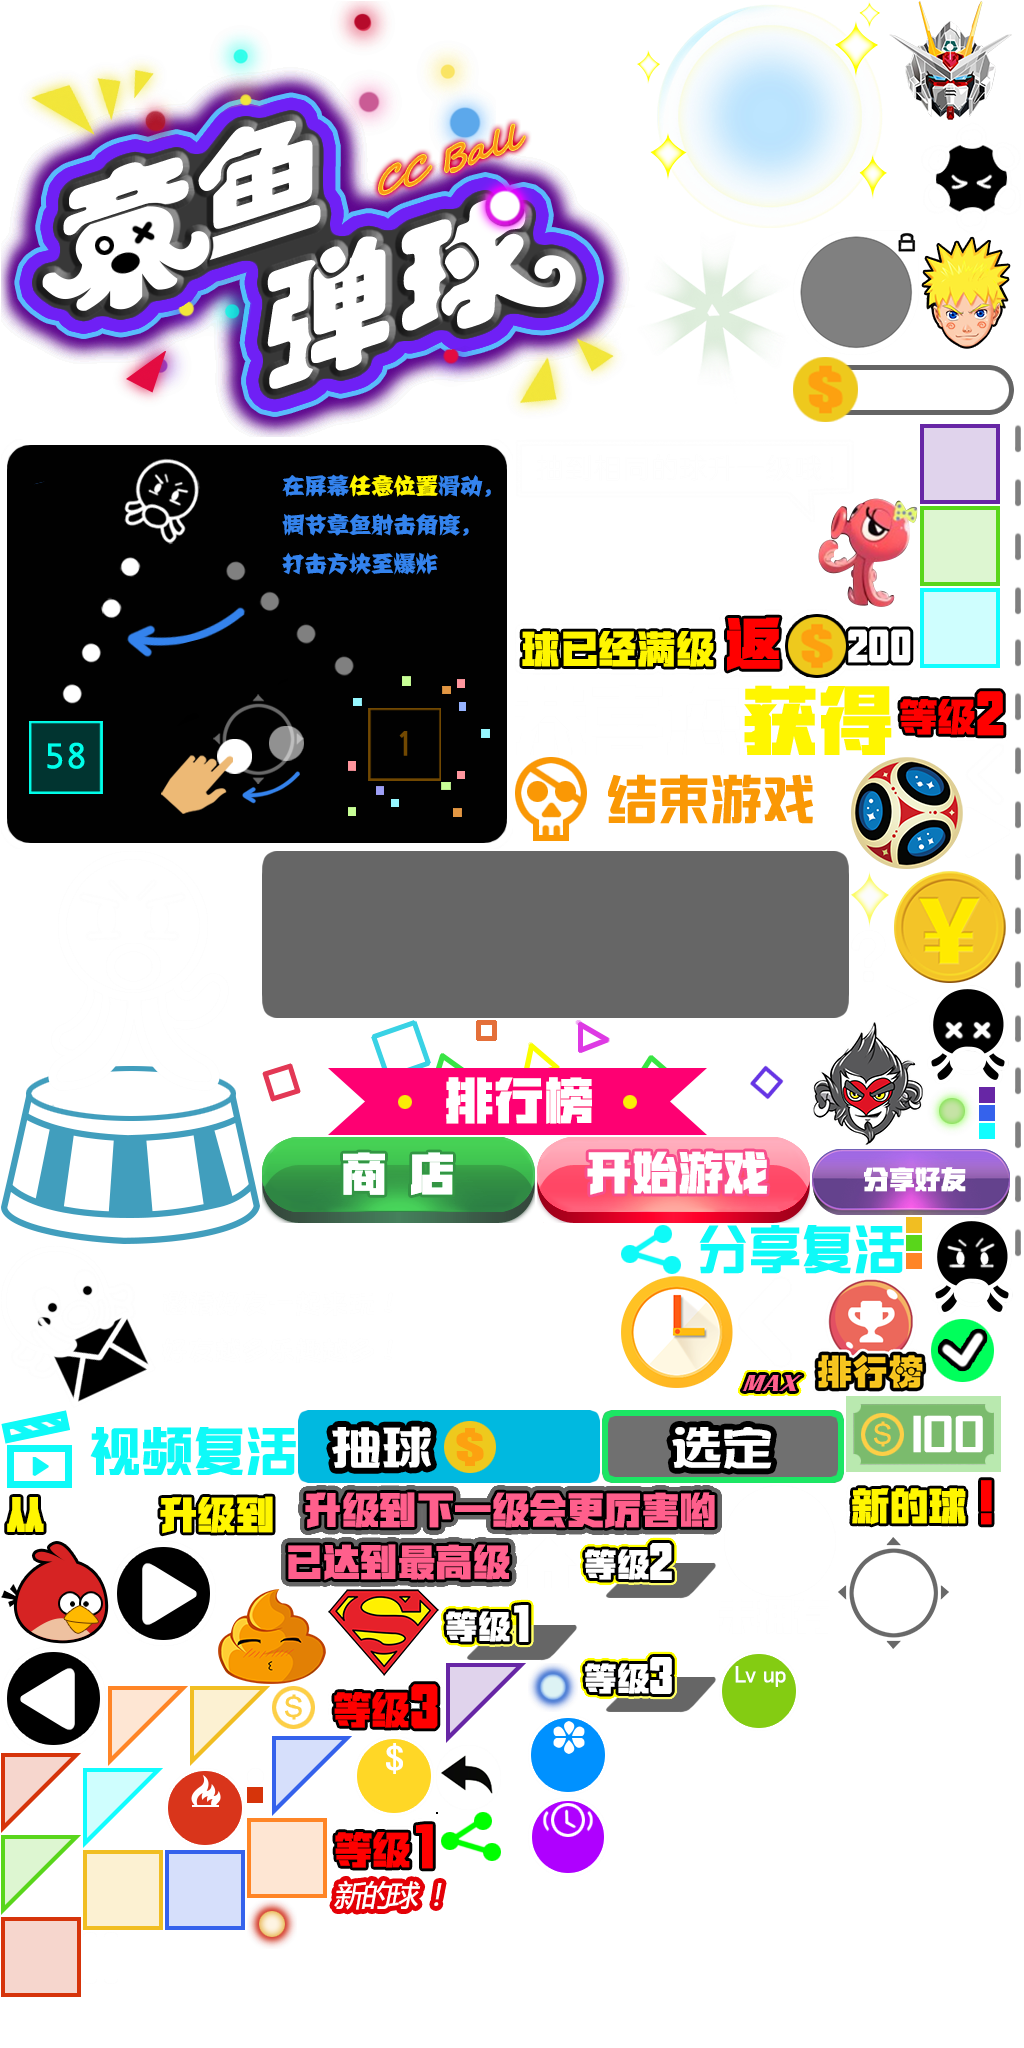 章鱼
弹球
CC Ball
在屏幕任意位置滑动，
调节章鱼射击角度，
打击方块至爆炸
58
1
$
球已经满级 返 $ 200
获得 等级2
结束游戏
¥
排行榜
商 店
开始游戏
分享好友
分享复活
MAX
排行榜
视频复活
抽球 $
选定
$ 100
从 升级到
升级到下一级会更厉害哟
新的球！
已达到最高级
等级2
等级1
等级3
Lv up
$
等级3
$
等级1
新的球！